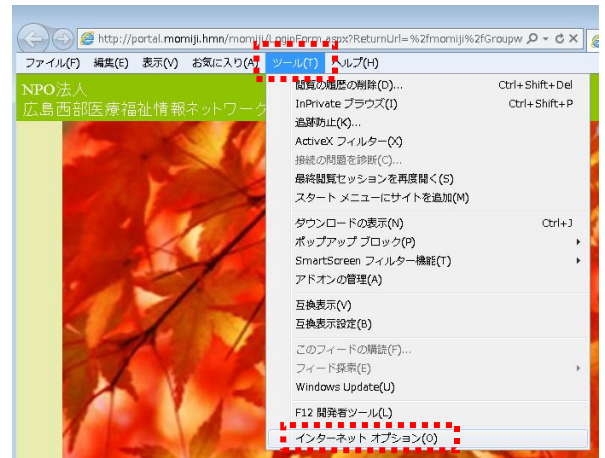 http://portal.momiji.hmn/momiji/LoginForm.aspx?ReturnUrl=%2fmomiji%2fGroupw
ファイル(F) 編集(E) 表示(V) お気に入り(A) ツール(T) ヘルプ(H)
NPO法人
広島西部医療福祉情報ネットワーク
閲覧の履歴の削除(D)... Ctrl+Shift+Del
InPrivate ブラウズ(I) Ctrl+Shift+P
追跡防止(K)...
ActiveX フィルター(X)
接続の問題を診断(C)...
最終閲覧セッションを再度開く(S)
スタート メニューにサイトを追加(M)
ダウンロードの表示(N) Ctrl+J
ポップアップ ブロック(P)
SmartScreen フィルター機能(T)
アドオンの管理(A)
互換表示(V)
互換表示設定(B)
このフィードの購読(F)...
フィード探索(E)
Windows Update(U)
F12 開発者ツール(L)
インターネット オプション(O)